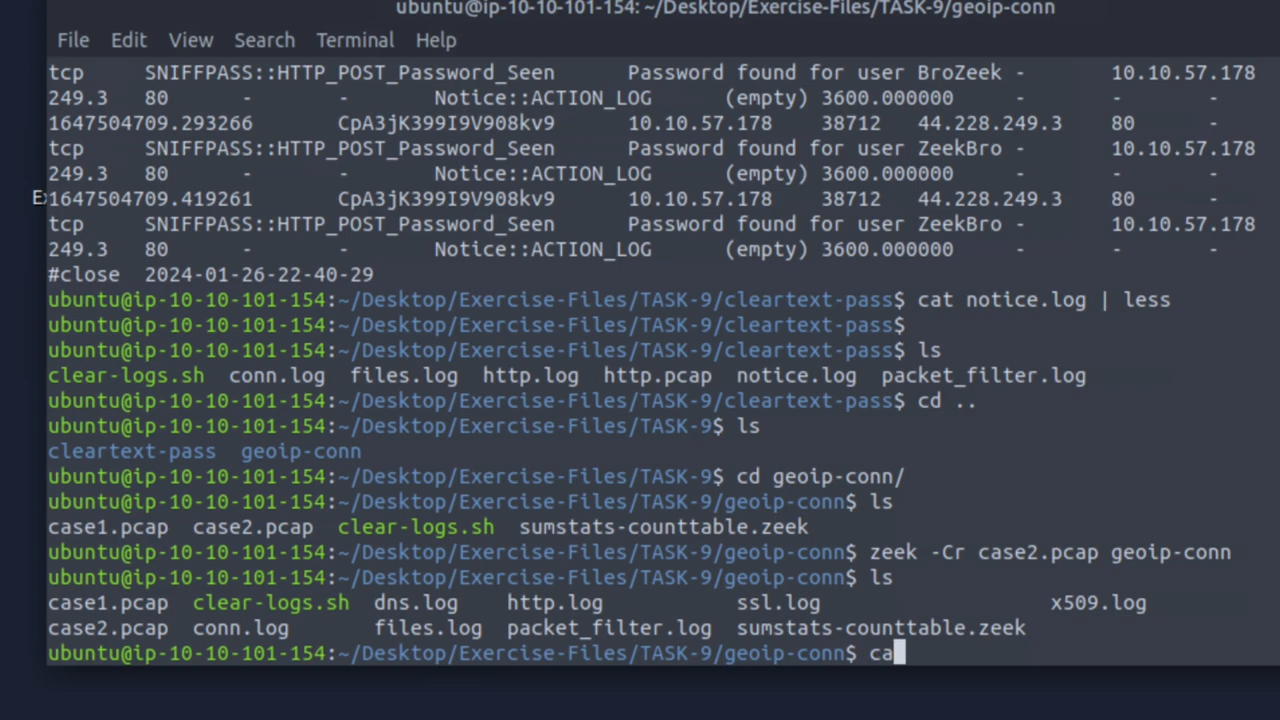 ubuntu@ip-10-10-101-154: ~/Desktop/Exercise-Files/TASK-9/geoip-conn
File Edit View Search Terminal Help
tcp SNIFFPASS::HTTP_POST_Password_Seen Password found for user BroZeek - 10.10.57.178
249.3 80 - - Notice::ACTION_LOG (empty) 3600.000000 - - -
1647504709.293266 CpA3jK399I9V908kv9 10.10.57.178 38712 44.228.249.3 80 -
tcp SNIFFPASS::HTTP_POST_Password_Seen Password found for user ZeekBro - 10.10.57.178
249.3 80 - - Notice::ACTION_LOG (empty) 3600.000000 - - -
1647504709.419261 CpA3jK399I9V908kv9 10.10.57.178 38712 44.228.249.3 80 -
tcp SNIFFPASS::HTTP_POST_Password_Seen Password found for user ZeekBro - 10.10.57.178
249.3 80 - - Notice::ACTION_LOG (empty) 3600.000000 - - -
#close 2024-01-26-22-40-29
ubuntu@ip-10-10-101-154:~/Desktop/Exercise-Files/TASK-9/cleartext-pass$ cat notice.log | less
ubuntu@ip-10-10-101-154:~/Desktop/Exercise-Files/TASK-9/cleartext-pass$
ubuntu@ip-10-10-101-154:~/Desktop/Exercise-Files/TASK-9/cleartext-pass$ ls
clear-logs.sh conn.log files.log http.log http.pcap notice.log packet_filter.log
ubuntu@ip-10-10-101-154:~/Desktop/Exercise-Files/TASK-9/cleartext-pass$ cd ..
ubuntu@ip-10-10-101-154:~/Desktop/Exercise-Files/TASK-9$ ls
cleartext-pass geoip-conn
ubuntu@ip-10-10-101-154:~/Desktop/Exercise-Files/TASK-9$ cd geoip-conn/
ubuntu@ip-10-10-101-154:~/Desktop/Exercise-Files/TASK-9/geoip-conn$ ls
case1.pcap case2.pcap clear-logs.sh sumstats-counttable.zeek
ubuntu@ip-10-10-101-154:~/Desktop/Exercise-Files/TASK-9/geoip-conn$ zeek -Cr case2.pcap geoip-conn
ubuntu@ip-10-10-101-154:~/Desktop/Exercise-Files/TASK-9/geoip-conn$ ls
case1.pcap clear-logs.sh dns.log http.log ssl.log x509.log
case2.pcap conn.log files.log packet_filter.log sumstats-counttable.zeek
ubuntu@ip-10-10-101-154:~/Desktop/Exercise-Files/TASK-9/geoip-conn$ ca